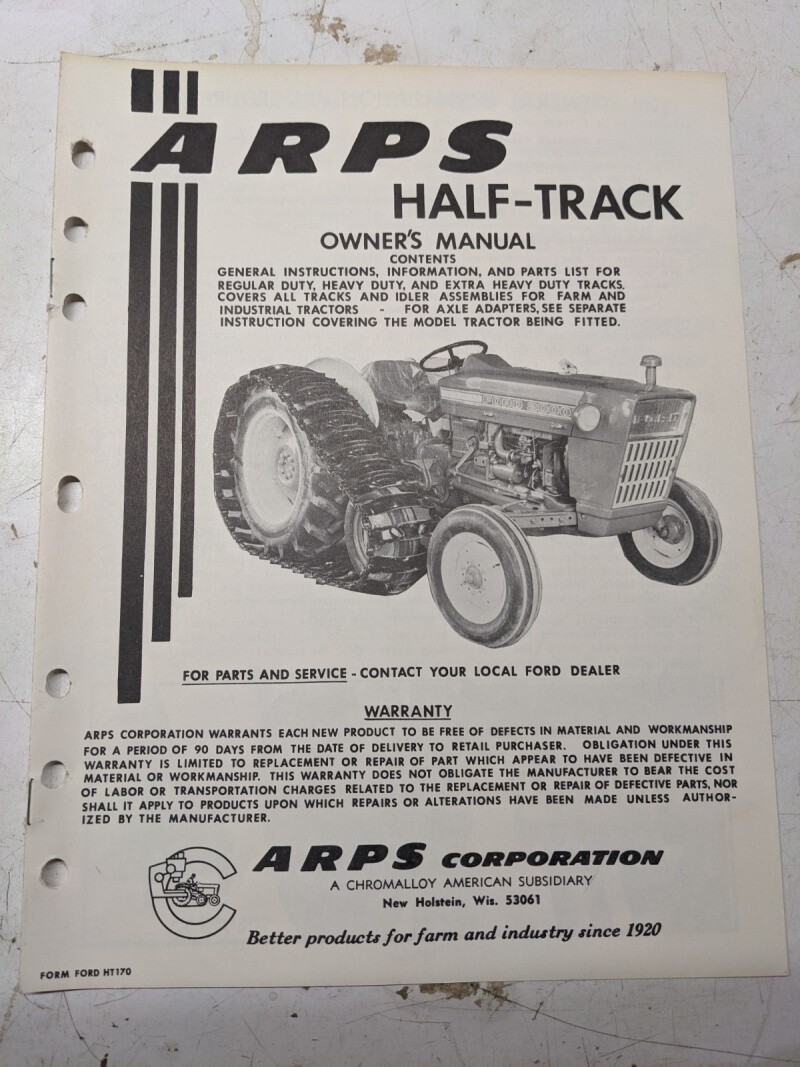 ARPS
HALF-TRACK
OWNER'S MANUAL
CONTENTS
GENERAL INSTRUCTIONS, INFORMATION, AND PARTS LIST FOR
REGULAR DUTY, HEAVY DUTY, AND EXTRA HEAVY DUTY TRACKS.
COVERS ALL TRACKS AND IDLER ASSEMBLIES FOR FARM AND
INDUSTRIAL TRACTORS - FOR AXLE ADAPTERS, SEE SEPARATE
INSTRUCTION COVERING THE MODEL TRACTOR BEING FITTED.
FORD 3000
FOR PARTS AND SERVICE - CONTACT YOUR LOCAL FORD DEALER
WARRANTY
ARPS CORPORATION WARRANTS EACH NEW PRODUCT TO BE FREE OF DEFECTS IN MATERIAL AND WORKMANSHIP
FOR A PERIOD OF 90 DAYS FROM THE DATE OF DELIVERY TO RETAIL PURCHASER. OBLIGATION UNDER THIS
WARRANTY IS LIMITED TO REPLACEMENT OR REPAIR OF PART WHICH APPEAR TO HAVE BEEN DEFECTIVE IN
MATERIAL OR WORKMANSHIP. THIS WARRANTY DOES NOT OBLIGATE THE MANUFACTURER TO BEAR THE COST
OF LABOR OR TRANSPORTATION CHARGES RELATED TO THE REPLACEMENT OR REPAIR OF DEFECTIVE PARTS, NOR
SHALL IT APPLY TO PRODUCTS UPON WHICH REPAIRS OR ALTERATIONS HAVE BEEN MADE UNLESS AUTHOR-
IZED BY THE MANUFACTURER.
ARPS CORPORATION
A CHROMALLOY AMERICAN SUBSIDIARY
New Holstein, Wis. 53061
Better products for farm and industry since 1920
FORM FORD HT170